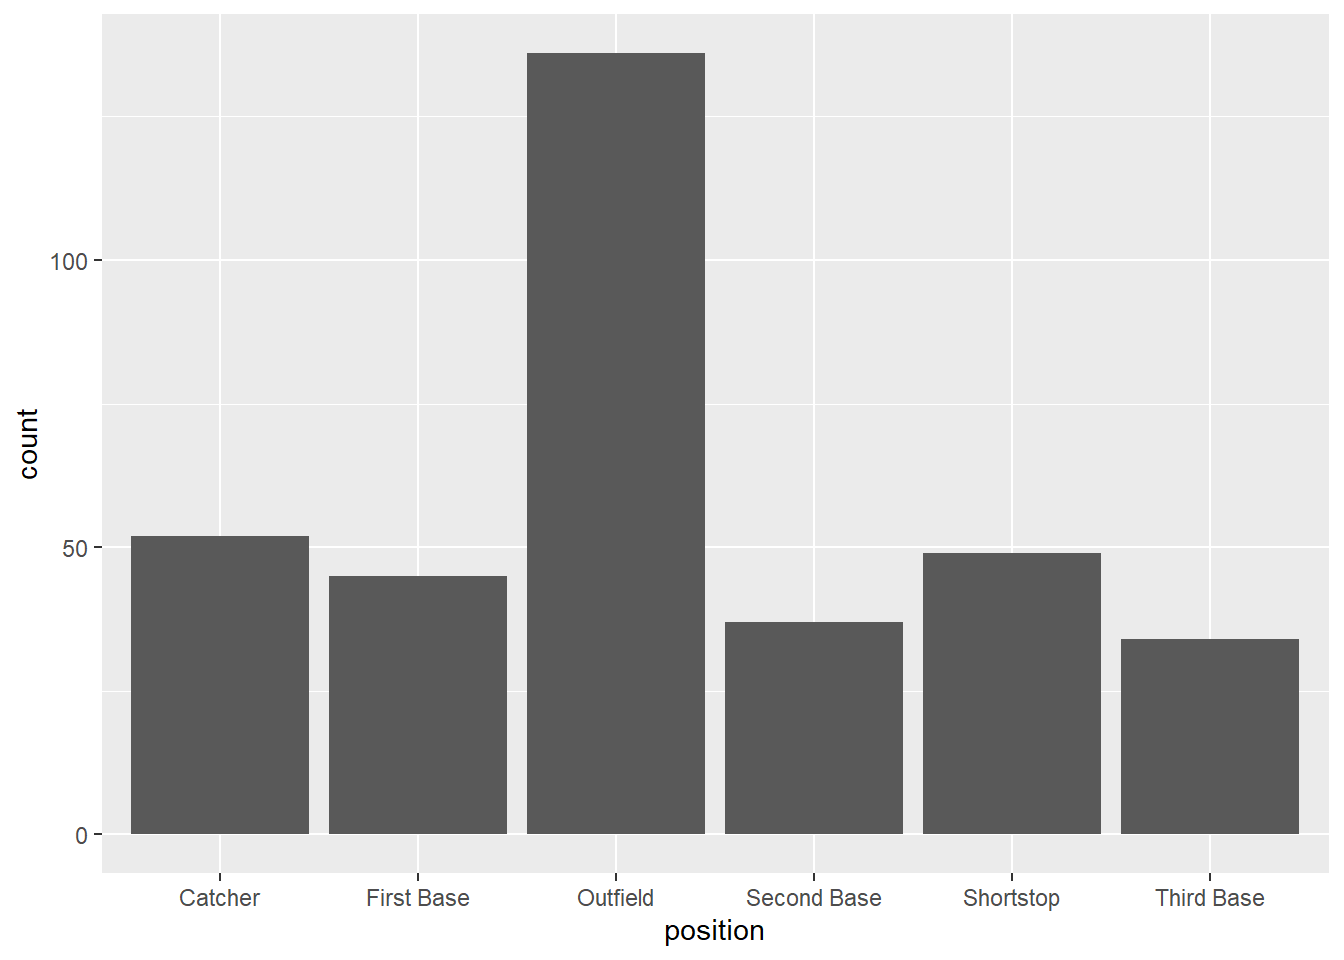 count
100
50
0
Catcher First Base Outfield Second Base Shortstop Third Base
position